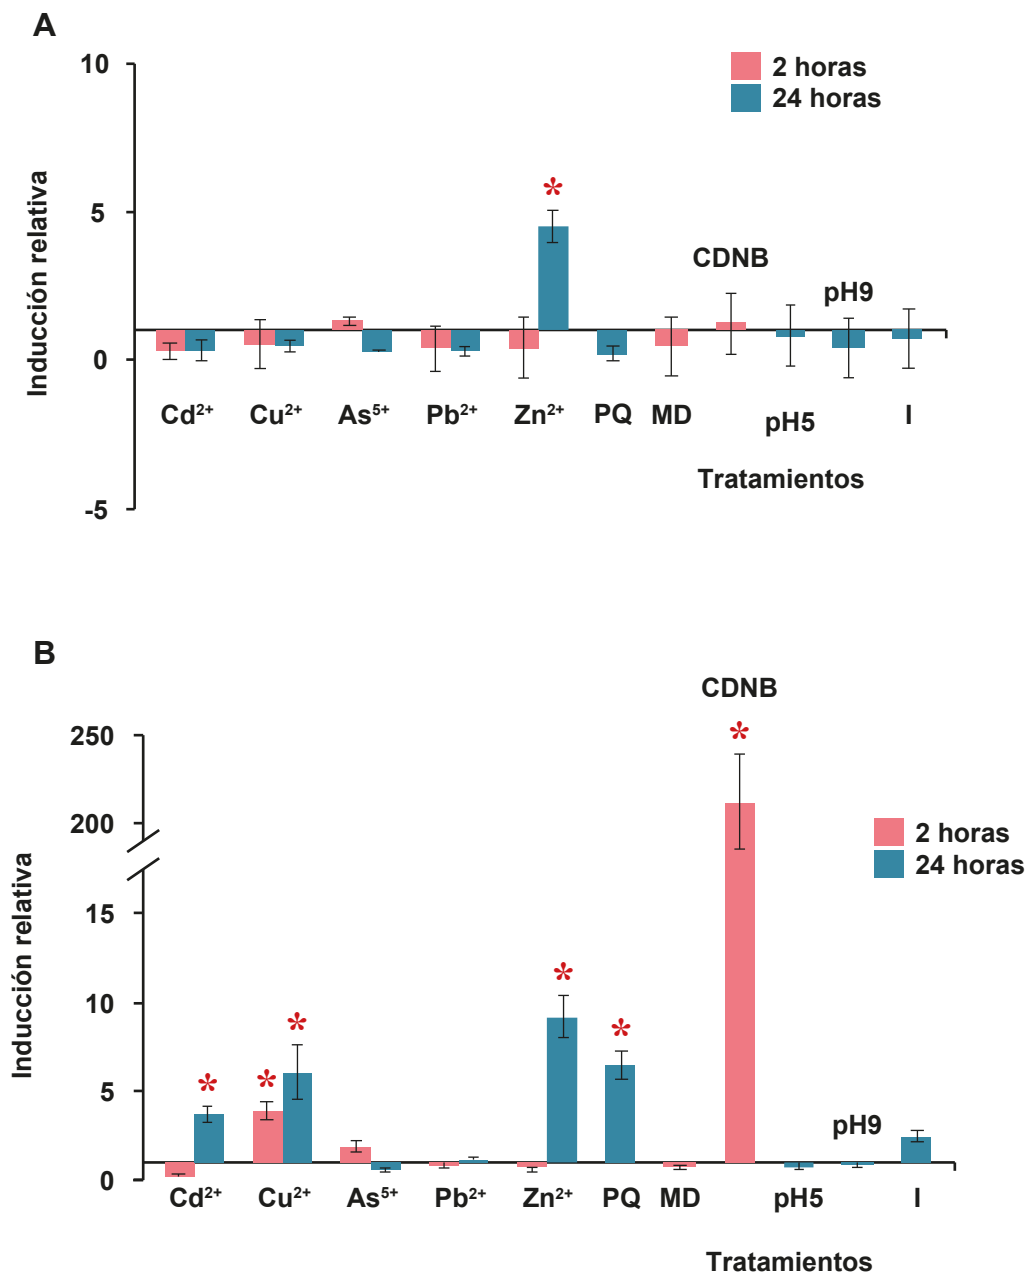 A
10
2 horas
24 horas
Inducción relativa
5
*
CDNB
pH9
0
Cd²⁺ Cu²⁺ As⁵⁺ Pb²⁺ Zn²⁺ PQ MD pH5 I
Tratamientos
-5
B
CDNB
250
*
200
2 horas
24 horas
Inducción relativa
15
10
* * * * *
5
pH9
0
Cd²⁺ Cu²⁺ As⁵⁺ Pb²⁺ Zn²⁺ PQ MD pH5 I
Tratamientos